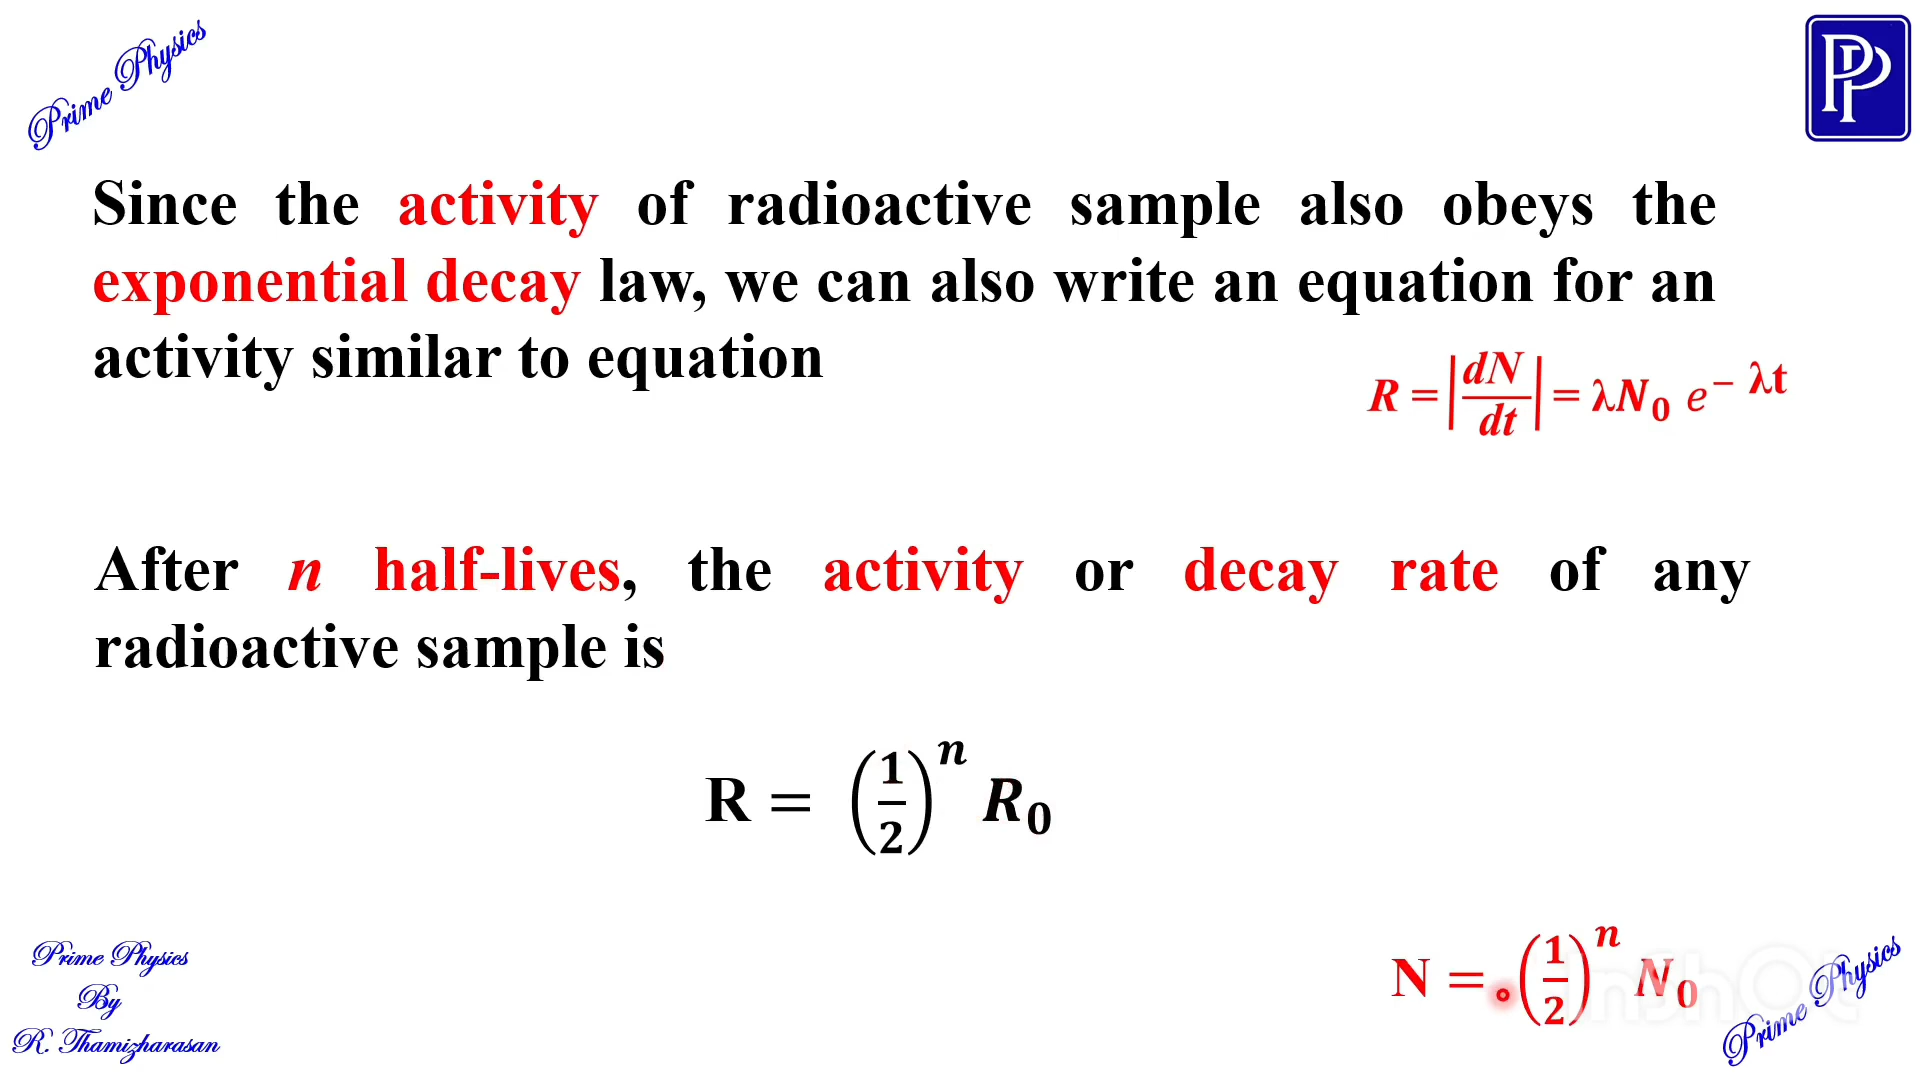 Prime Physics
PP
Since the activity of radioactive sample also obeys the
exponential decay law, we can also write an equation for an
activity similar to equation
R = |dN/dt| = λN₀ e^{− λt}
After n half-lives, the activity or decay rate of any
radioactive sample is
R = (1/2)ⁿ R₀
N = (1/2)ⁿ N₀
Prime Physics
By
R. Thamizharasan
Prime Physics
InShOt